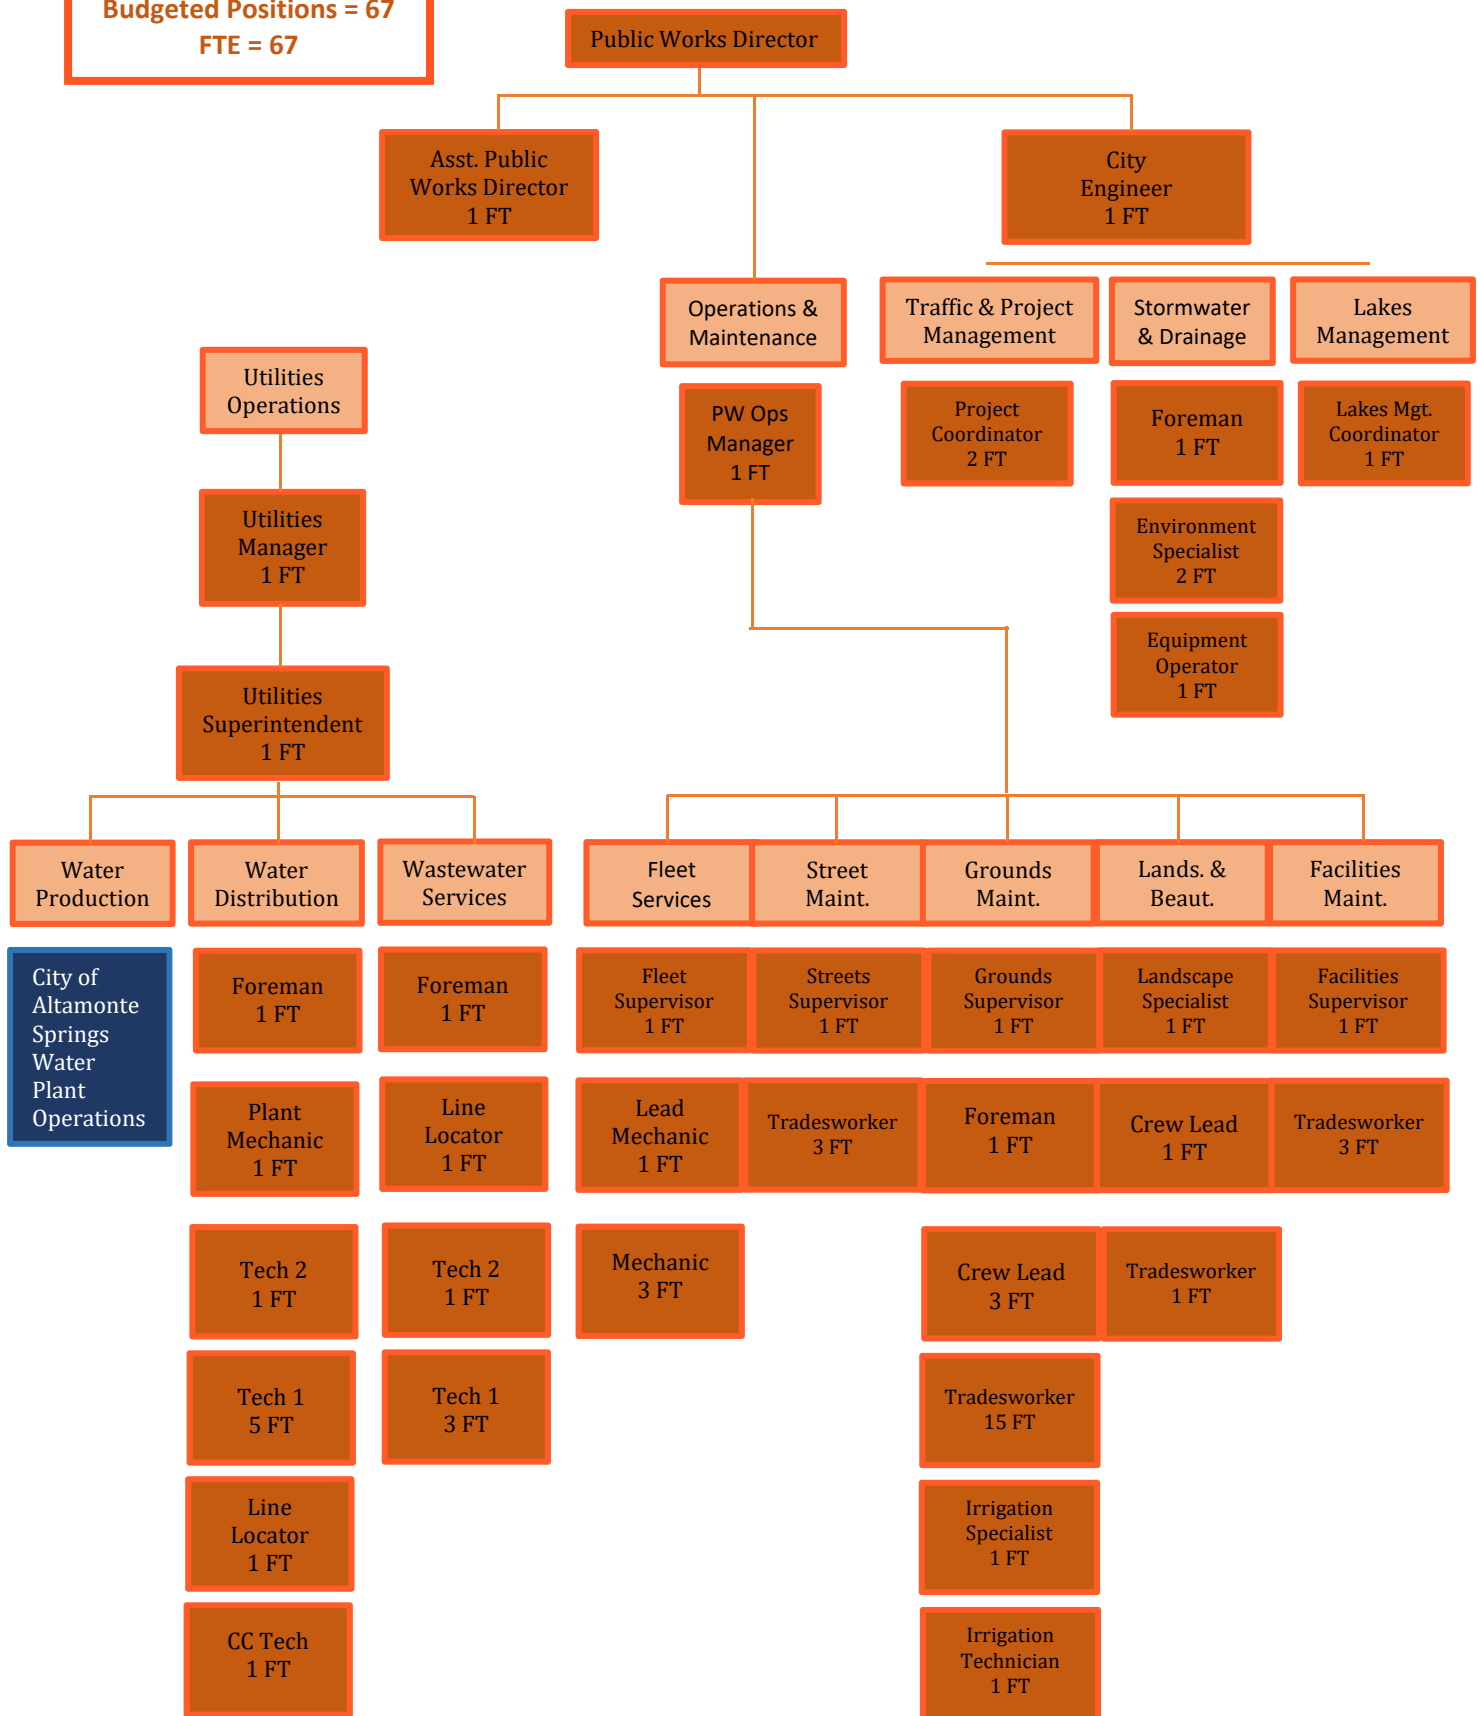 Budgeted Positions = 67
FTE = 67
Public Works Director
Asst. Public
Works Director
1 FT
City
Engineer
1 FT
Operations &
Maintenance
Traffic & Project
Management
Stormwater
& Drainage
Lakes
Management
Utilities
Operations
PW Ops
Manager
1 FT
Project
Coordinator
2 FT
Foreman
1 FT
Lakes Mgt.
Coordinator
1 FT
Utilities
Manager
1 FT
Environment
Specialist
2 FT
Equipment
Operator
1 FT
Utilities
Superintendent
1 FT
Water
Production
Water
Distribution
Wastewater
Services
Fleet
Services
Street
Maint.
Grounds
Maint.
Lands. &
Beaut.
Facilities
Maint.
City of
Altamonte
Springs
Water
Plant
Operations
Foreman
1 FT
Foreman
1 FT
Fleet
Supervisor
1 FT
Streets
Supervisor
1 FT
Grounds
Supervisor
1 FT
Landscape
Specialist
1 FT
Facilities
Supervisor
1 FT
Plant
Mechanic
1 FT
Line
Locator
1 FT
Lead
Mechanic
1 FT
Tradesworker
3 FT
Foreman
1 FT
Crew Lead
1 FT
Tradesworker
3 FT
Tech 2
1 FT
Tech 2
1 FT
Mechanic
3 FT
Crew Lead
3 FT
Tradesworker
1 FT
Tech 1
5 FT
Tech 1
3 FT
Tradesworker
15 FT
Line
Locator
1 FT
Irrigation
Specialist
1 FT
CC Tech
1 FT
Irrigation
Technician
1 FT